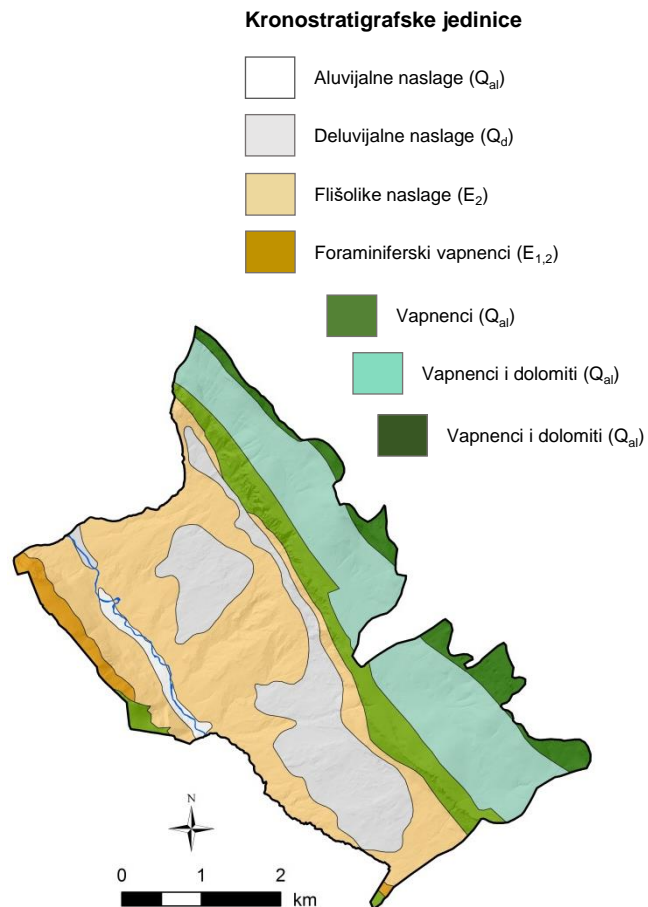 Kronostratigrafske jedinice
Aluvijalne naslage (Qal)
Deluvijalne naslage (Qd)
Flišolike naslage (E2)
Foraminiferski vapnenci (E1,2)
Vapnenci (Qal)
Vapnenci i dolomiti (Qal)
Vapnenci i dolomiti (Qal)
N
0 1 2
km